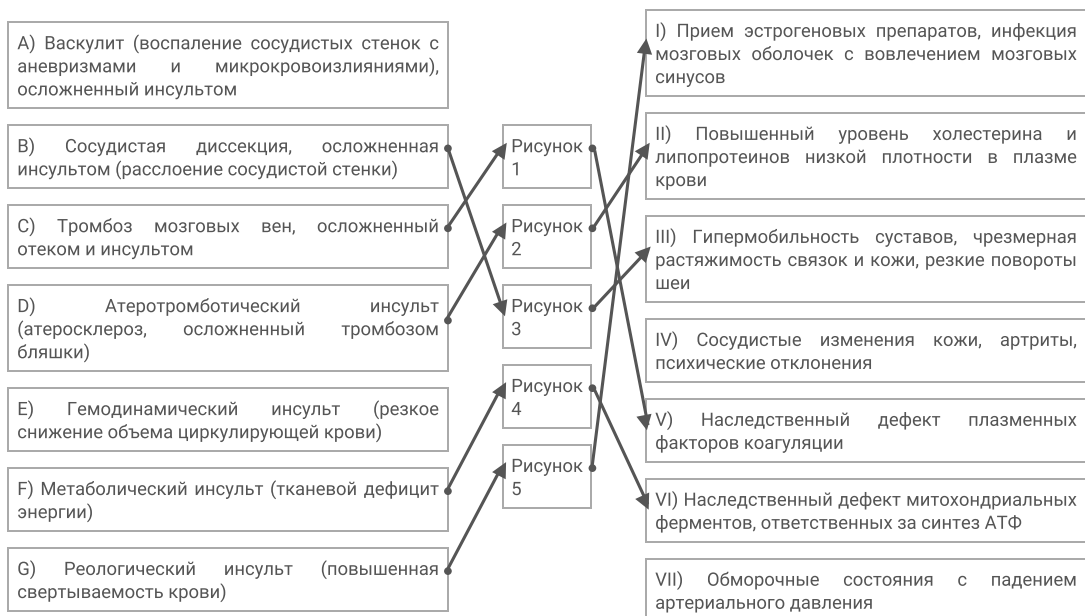 А) Васкулит (воспаление сосудистых стенок с
аневризмами и микрокровоизлияниями),
осложненный инсультом
В) Сосудистая диссекция, осложненная
инсультом (расслоение сосудистой стенки)
С) Тромбоз мозговых вен, осложненный
отеком и инсультом
D) Атеротромботический инсульт
(атеросклероз, осложненный тромбозом
бляшки)
Е) Гемодинамический инсульт (резкое
снижение объема циркулирующей крови)
F) Метаболический инсульт (тканевой дефицит
энергии)
G) Реологический инсульт (повышенная
свертываемость крови)
Рисунок
1
Рисунок
2
Рисунок
3
Рисунок
4
Рисунок
5
I) Прием эстрогеновых препаратов, инфекция
мозговых оболочек с вовлечением мозговых
синусов
II) Повышенный уровень холестерина и
липопротеинов низкой плотности в плазме
крови
III) Гипермобильность суставов, чрезмерная
растяжимость связок и кожи, резкие повороты
шеи
IV) Сосудистые изменения кожи, артриты,
психические отклонения
V) Наследственный дефект плазменных
факторов коагуляции
VI) Наследственный дефект митохондриальных
ферментов, ответственных за синтез АТФ
VII) Обморочные состояния с падением
артериального давления